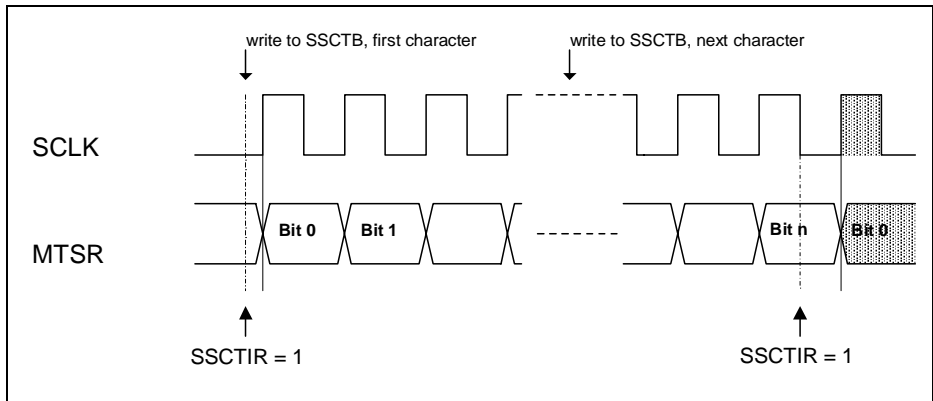 write to SSCTB, first character
write to SSCTB, next character
SCLK
MTSR
Bit 0
Bit 1
Bit n
Bit 0
SSCTIR = 1
SSCTIR = 1